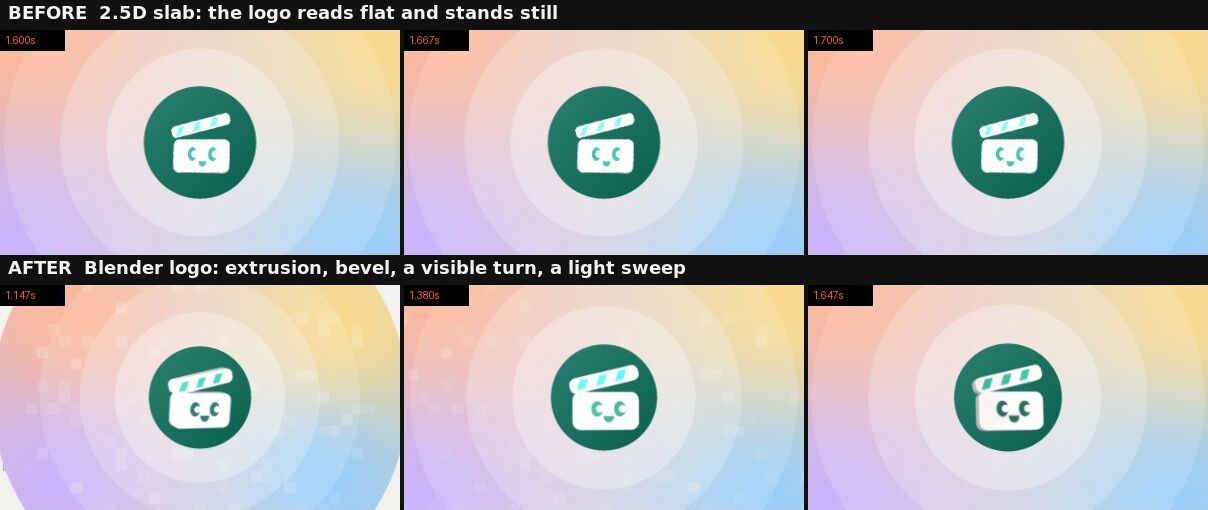 BEFORE  2.5D slab: the logo reads flat and stands still
1.600s
1.667s
1.700s
AFTER  Blender logo: extrusion, bevel, a visible turn, a light sweep
1.147s
1.380s
1.647s